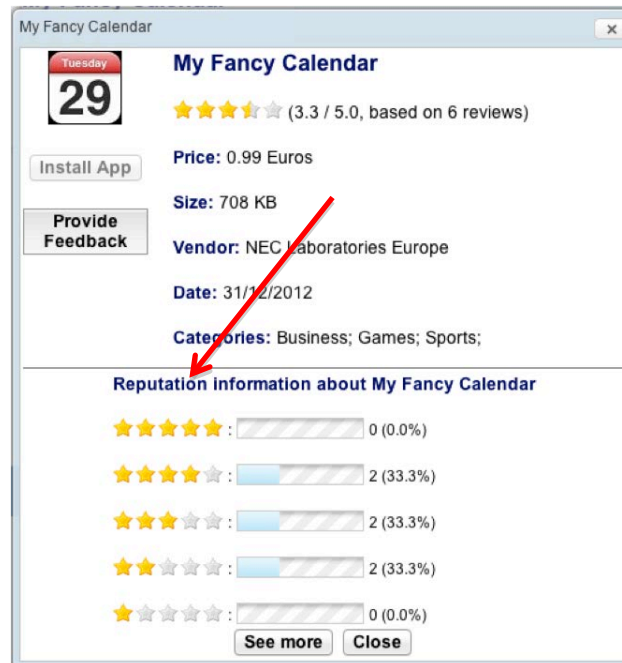 My Fancy Calendar
Tuesday
29
My Fancy Calendar
(3.3 / 5.0, based on 6 reviews)
Install App
Price: 0.99 Euros
Size: 708 KB
Provide
Feedback
Vendor: NEC Laboratories Europe
Date: 31/12/2012
Categories: Business; Games; Sports;
Reputation information about My Fancy Calendar
: 0 (0.0%)
: 2 (33.3%)
: 2 (33.3%)
: 2 (33.3%)
: 0 (0.0%)
See more Close